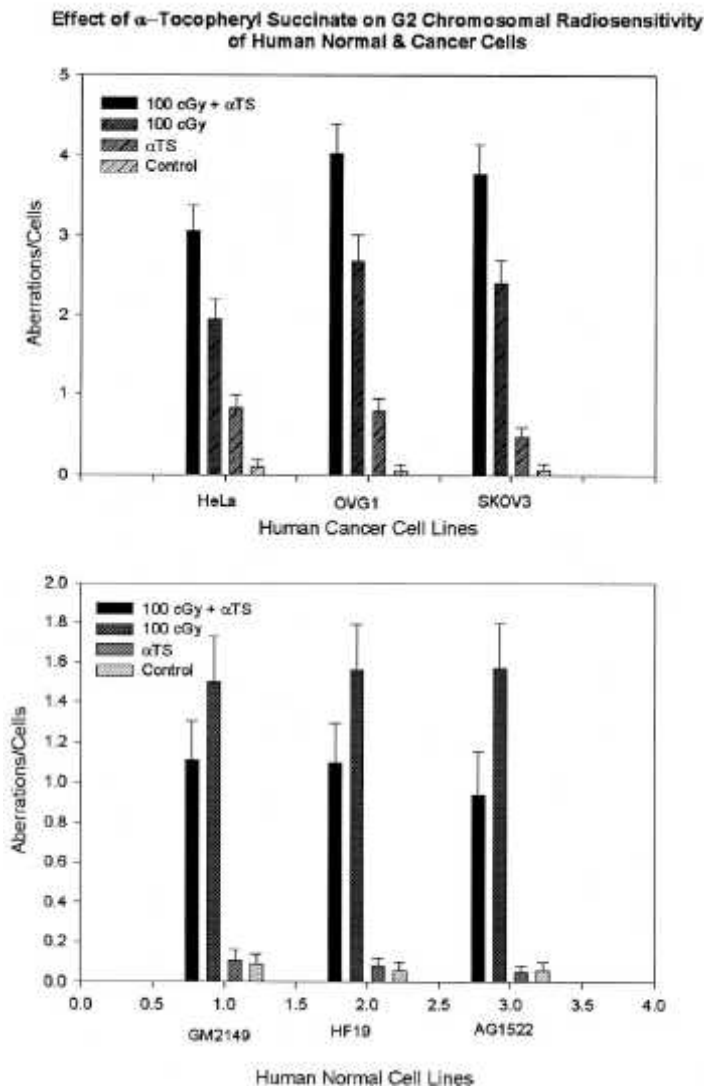 Effect of α–Tocopheryl Succinate on G2 Chromosomal Radiosensitivity
of Human Normal & Cancer Cells
5
4
3
2
1
0
Aberrations/Cells
100 cGy + αTS
100 cGy
αTS
Control
HeLa
OVG1
SKOV3
Human Cancer Cell Lines
2.0
1.8
1.6
1.4
1.2
1.0
0.8
0.6
0.4
0.2
0.0
Aberrations/Cells
100 cGy + αTS
100 cGy
αTS
Control
0.0 0.5 1.0 1.5 2.0 2.5 3.0 3.5 4.0
GM2149
HF19
AG1522
Human Normal Cell Lines